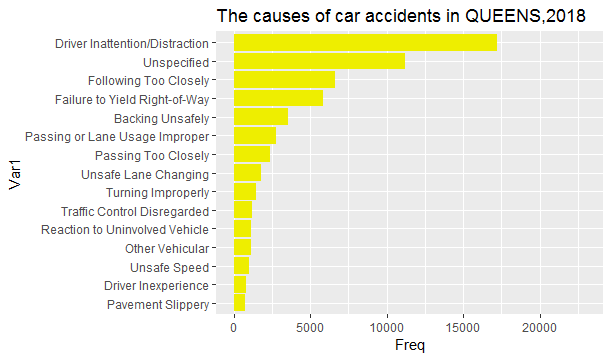 The causes of car accidents in QUEENS,2018
Var1
Driver Inattention/Distraction
Unspecified
Following Too Closely
Failure to Yield Right-of-Way
Backing Unsafely
Passing or Lane Usage Improper
Passing Too Closely
Unsafe Lane Changing
Turning Improperly
Traffic Control Disregarded
Reaction to Uninvolved Vehicle
Other Vehicular
Unsafe Speed
Driver Inexperience
Pavement Slippery
0 5000 10000 15000 20000
Freq